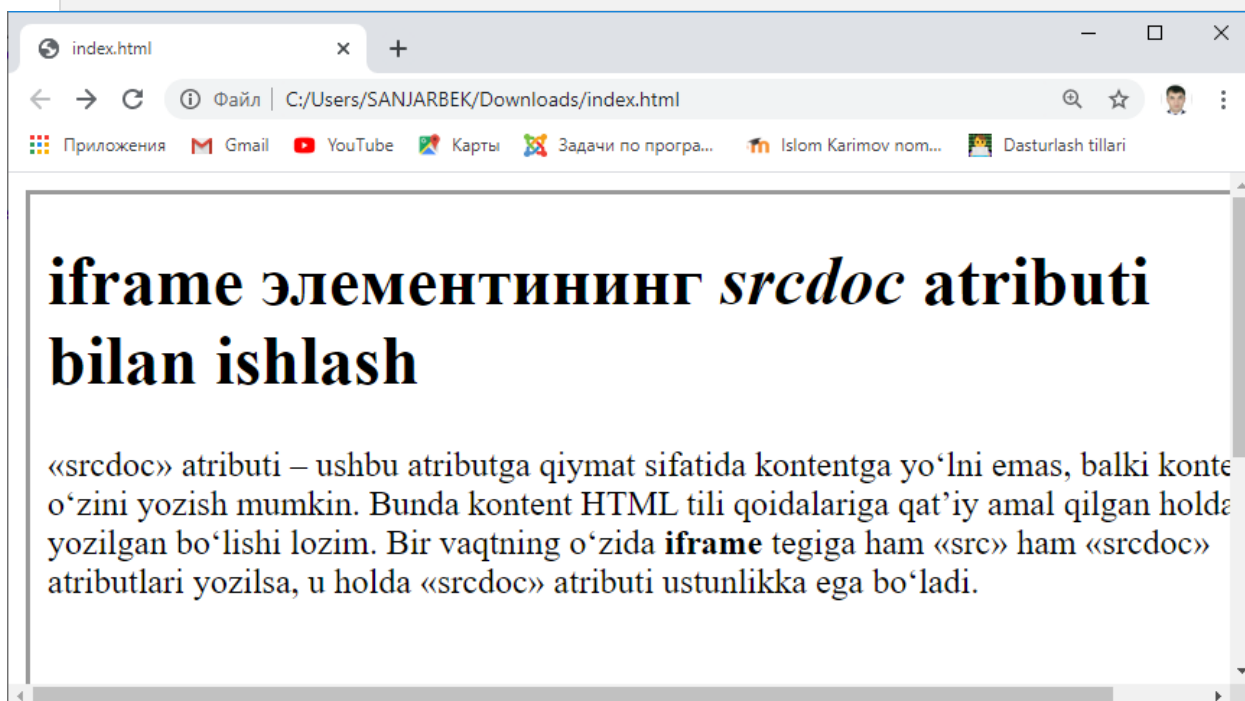 index.html
Файл C:/Users/SANJARBEK/Downloads/index.html
Приложения Gmail YouTube Карты Задачи по програ... Islom Karimov nom... Dasturlash tillari
iframe элементининг srcdoc atributi
bilan ishlash
«srcdoc» atributi – ushbu atributga qiymat sifatida kontentga yo‘lni emas, balki konte
o‘zini yozish mumkin. Bunda kontent HTML tili qoidalariga qat’iy amal qilgan holda
yozilgan bo‘lishi lozim. Bir vaqtning o‘zida iframe tegiga ham «src» ham «srcdoc»
atributlari yozilsa, u holda «srcdoc» atributi ustunlikka ega bo‘ladi.